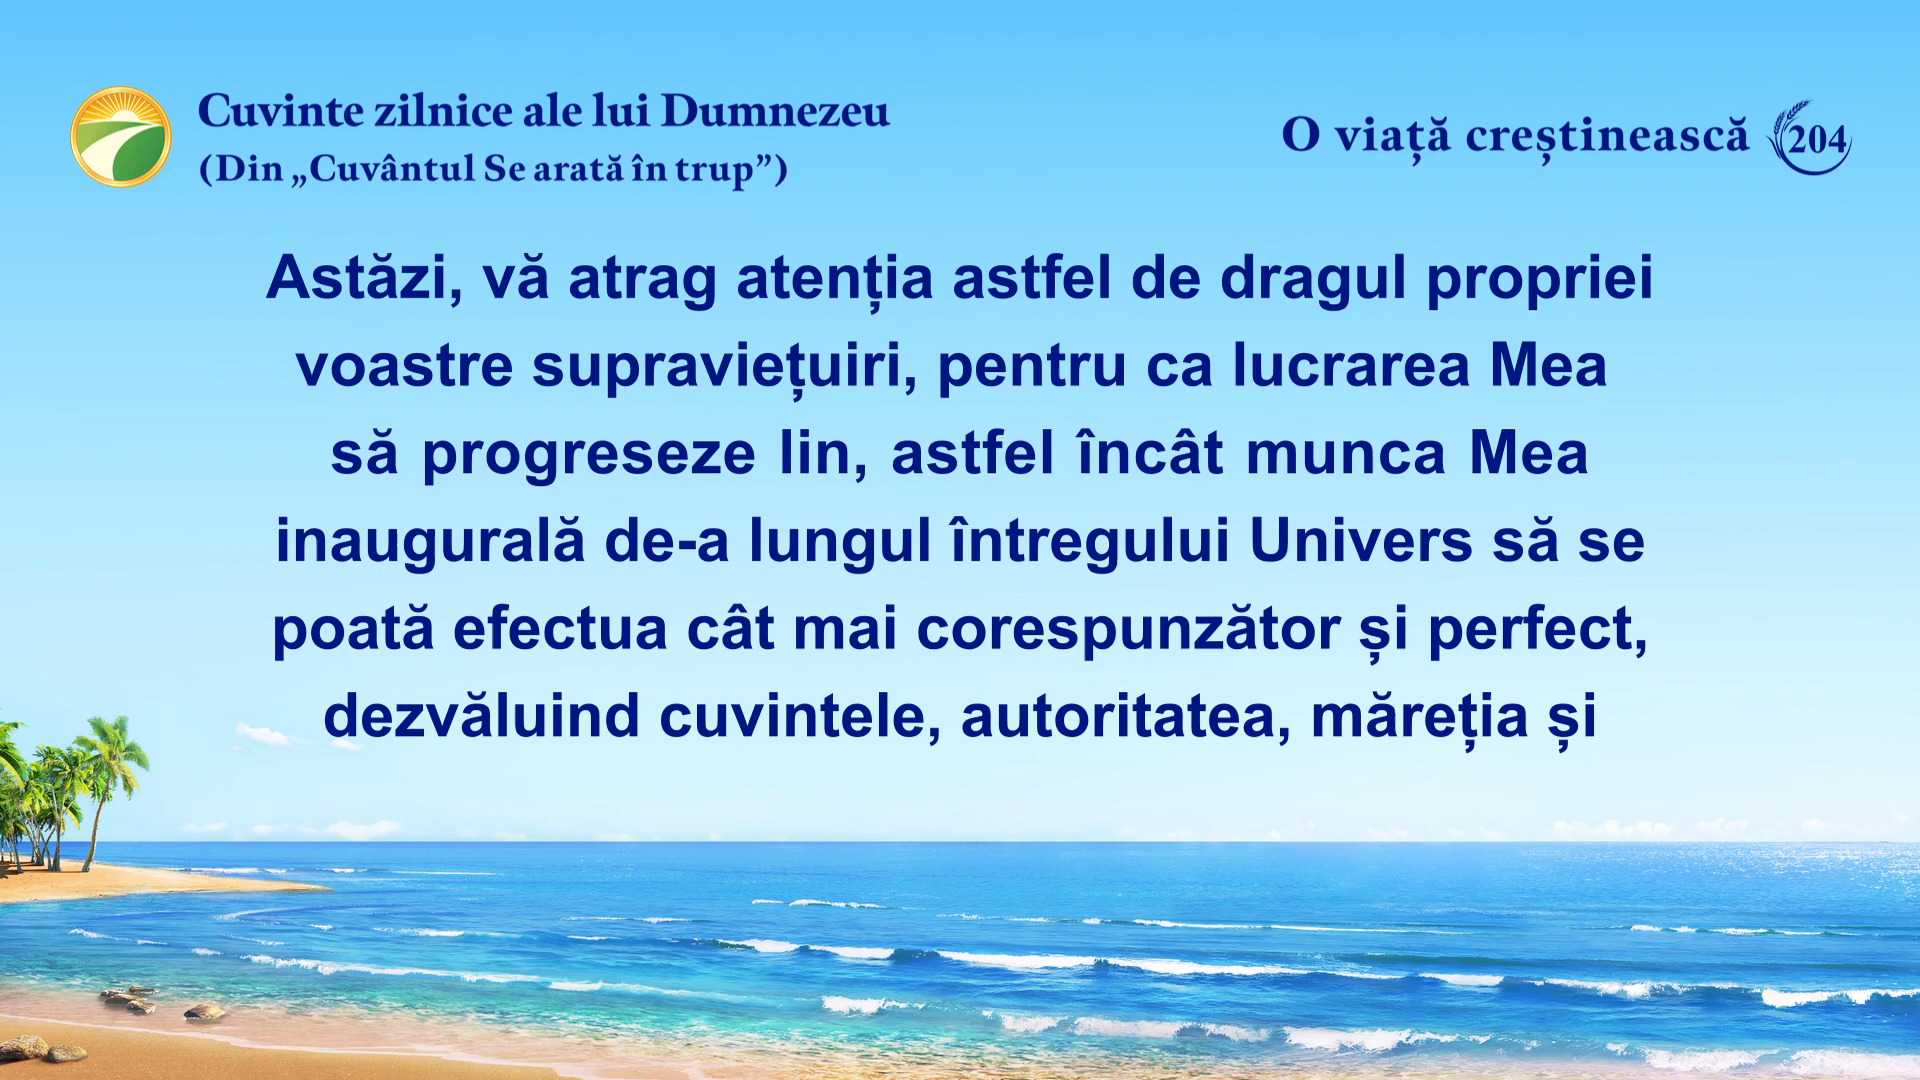 Cuvinte zilnice ale lui Dumnezeu
(Din „Cuvântul Se arată în trup”)
O viață creștinească 204
Astăzi, vă atrag atenția astfel de dragul propriei
voastre supraviețuiri, pentru ca lucrarea Mea
să progreseze lin, astfel încât munca Mea
inaugurală de-a lungul întregului Univers să se
poată efectua cât mai corespunzător și perfect,
dezvăluind cuvintele, autoritatea, măreția și